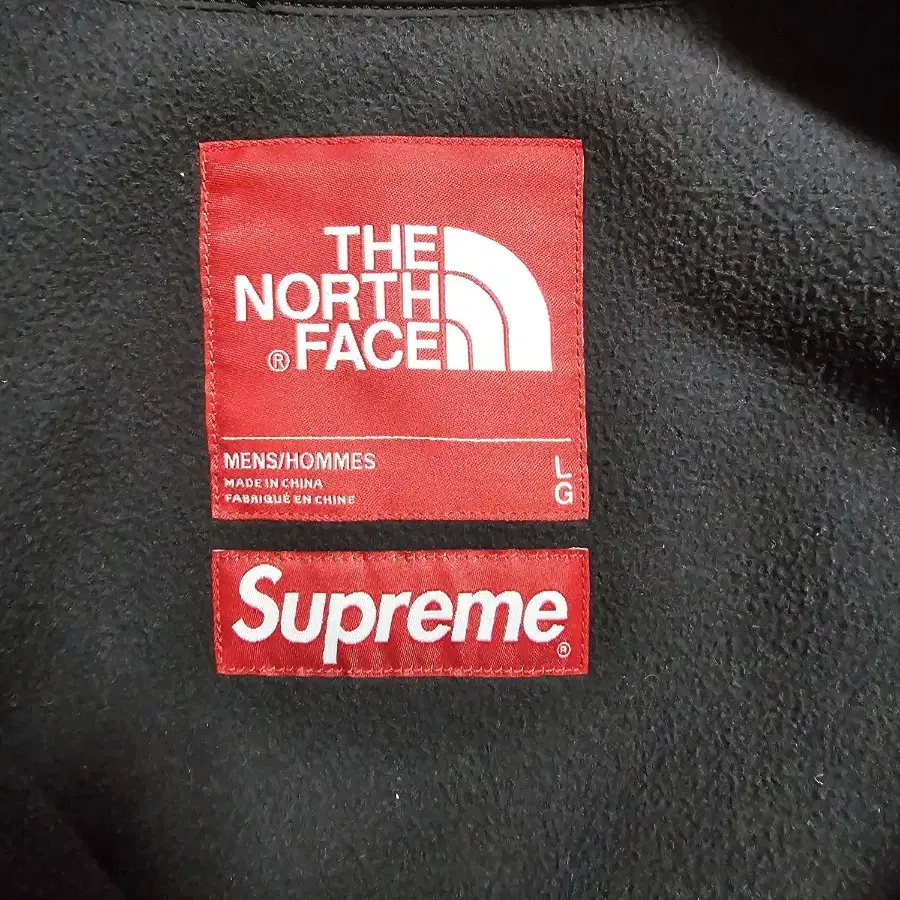 THE
NORTH
® FACE
MENS/HOMMES
MADE IN CHINA
FABRIQUÉ EN CHINE
L
G
Supreme®